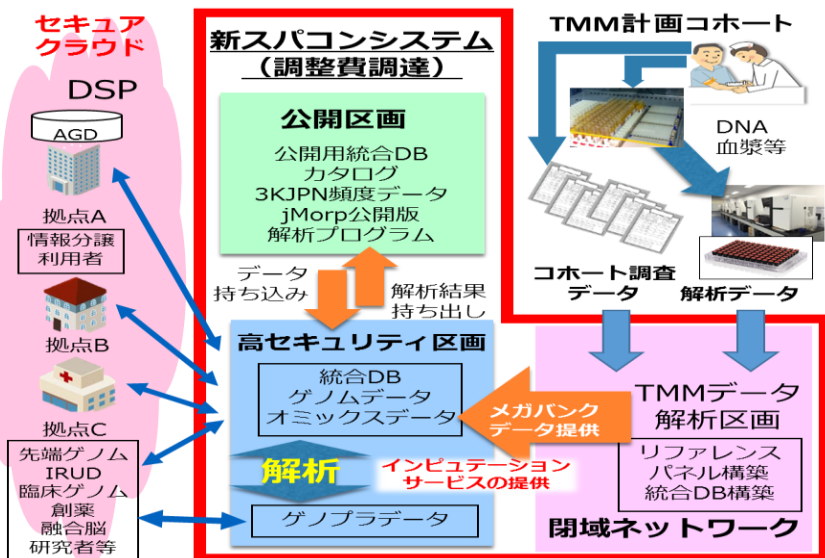 セキュア
クラウド
DSP
AGD
拠点A
情報分譲
利用者
拠点B
拠点C
先端ゲノム
IRUD
臨床ゲノム
創薬
融合脳
研究者等
新スパコンシステム
（調整費調達）
公開区画
公開用統合DB
カタログ
3KJPN頻度データ
jMorp公開版
解析プログラム
データ
持ち込み
解析結果
持ち出し
高セキュリティ区画
統合DB
ゲノムデータ
オミックスデータ
解析
インピュテーション
サービスの提供
ゲノプラデータ
TMM計画コホート
DNA
血漿等
コホート調査
データ
解析データ
メガバンク
データ提供
TMMデータ
解析区画
リファレンス
パネル構築
統合DB構築
閉域ネットワーク